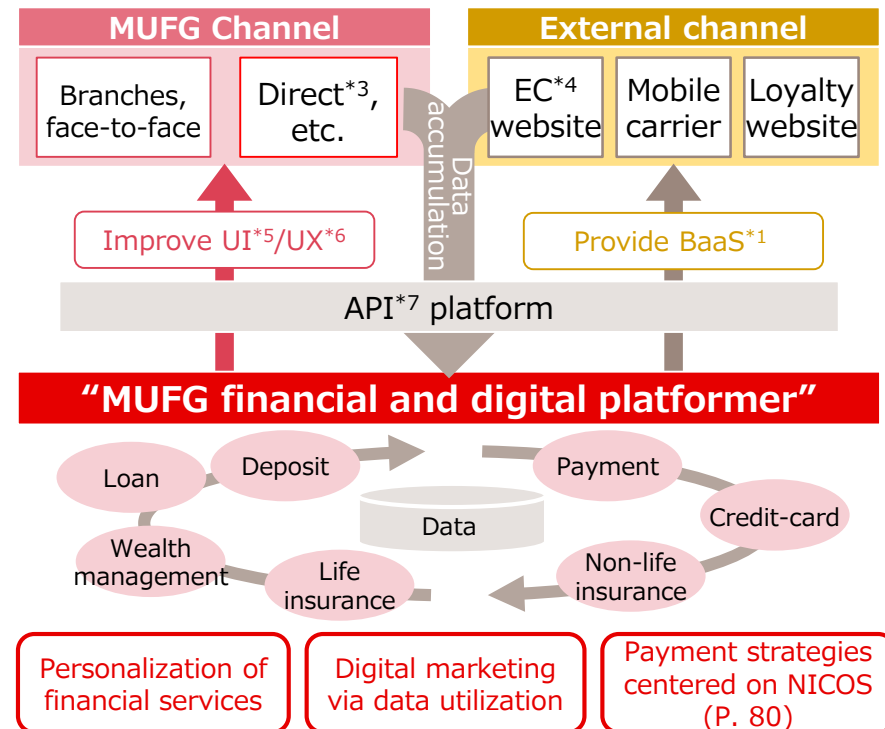 MUFG Channel
External channel
Branches,
face-to-face
Direct*3,
etc.
Data
accumulation
EC*4
website
Mobile
carrier
Loyalty
website
Improve UI*5/UX*6
Provide BaaS*1
API*7 platform
“MUFG financial and digital platformer”
Loan
Deposit
Payment
Credit-card
Data
Wealth
management
Life
insurance
Non-life
insurance
Personalization of
financial services
Digital marketing
via data utilization
Payment strategies
centered on NICOS
(P. 80)